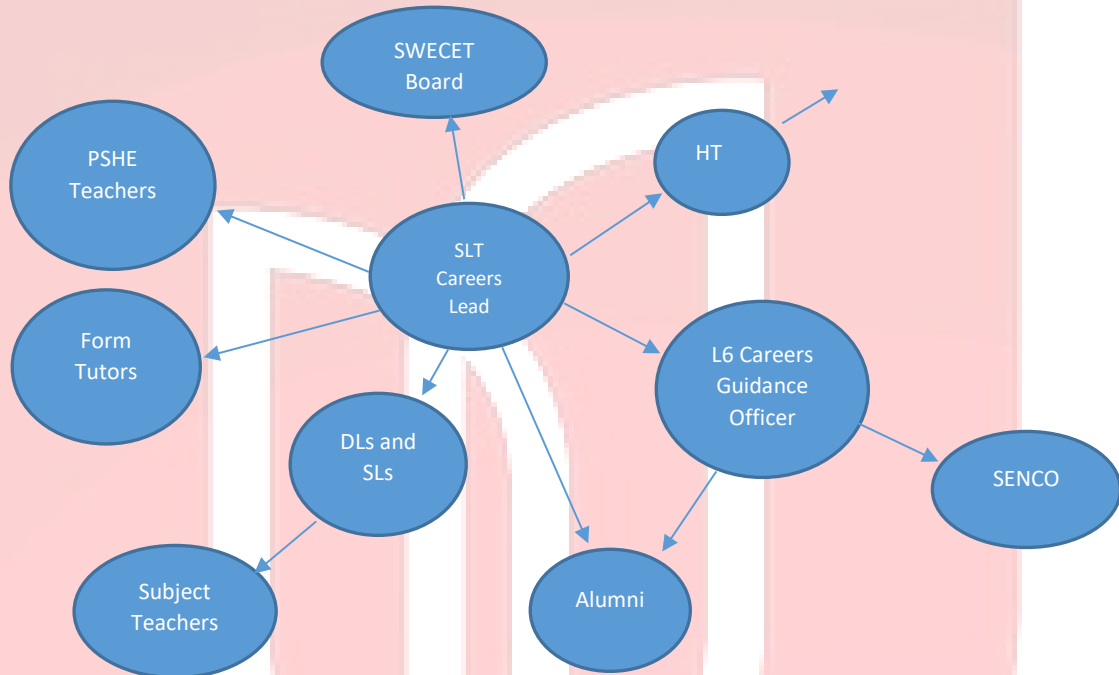 SWECET
Board
HT
PSHE
Teachers
SLT
Careers
Lead
Form
Tutors
L6 Careers
Guidance
Officer
DLs and
SLs
SENCO
Subject
Teachers
Alumni